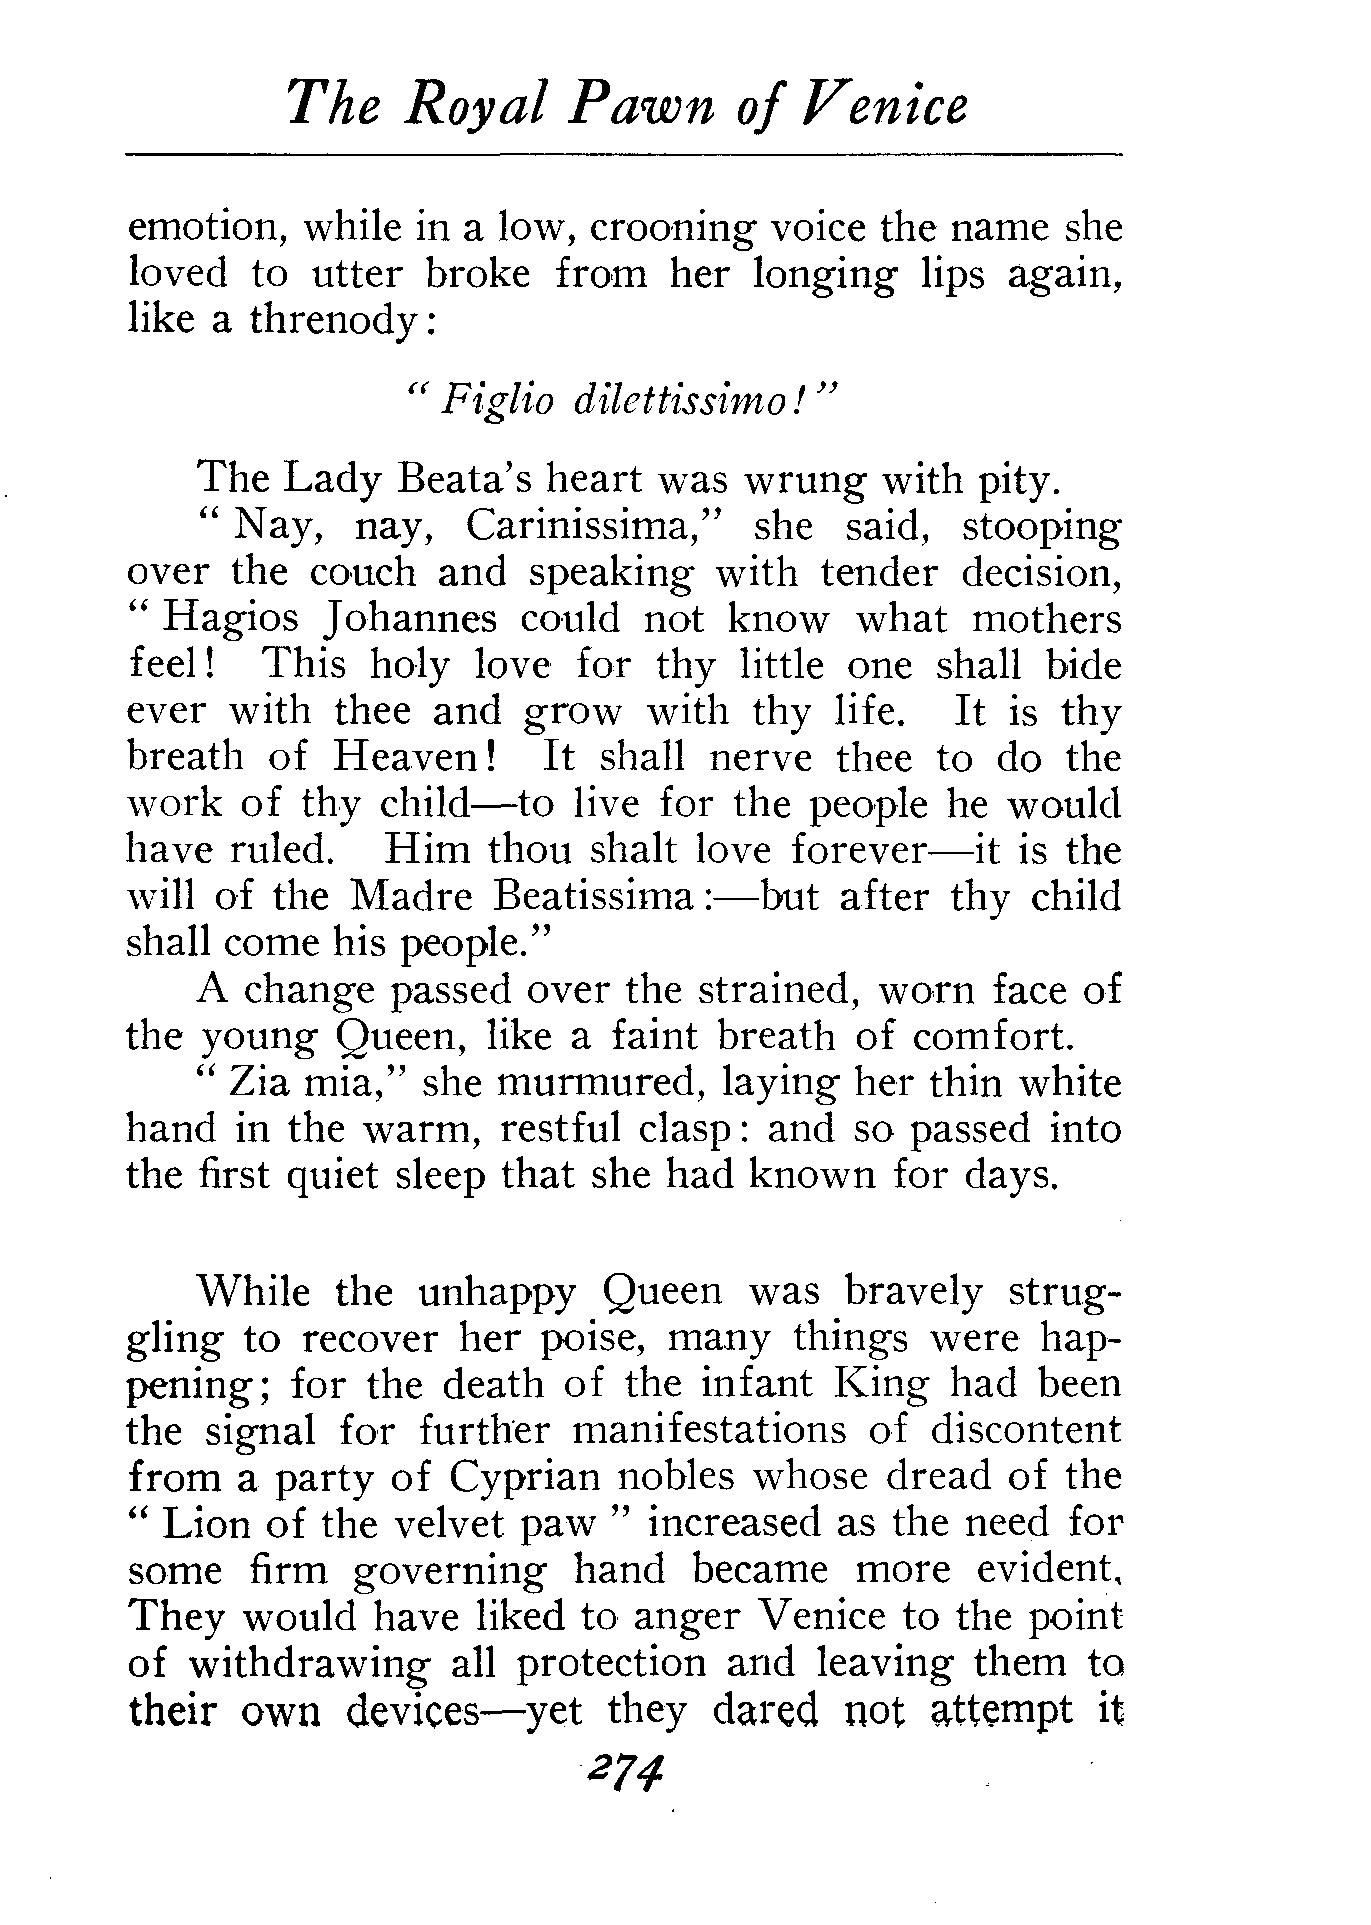 The Royal Pawn of Venice
emotion, while in a low, crooning voice the name she
loved to utter broke from her longing lips again,
like a threnody:
" Figlio dilettissimo! "
The Lady Beata's heart was wrung with pity.
" Nay, nay, Carinissima," she said, stooping
over the couch and speaking with tender decision,
" Hagios Johannes could not know what mothers
feel! This holy love for thy little one shall bide
ever with thee and grow with thy life. It is thy
breath of Heaven! It shall nerve thee to do the
work of thy child—to live for the people he would
have ruled. Him thou shalt love forever—it is the
will of the Madre Beatissima:—but after thy child
shall come his people."
A change passed over the strained, worn face of
the young Queen, like a faint breath of comfort.
" Zia mia," she murmured, laying her thin white
hand in the warm, restful clasp: and so passed into
the first quiet sleep that she had known for days.
While the unhappy Queen was bravely strug-
gling to recover her poise, many things were hap-
pening; for the death of the infant King had been
the signal for further manifestations of discontent
from a party of Cyprian nobles whose dread of the
" Lion of the velvet paw " increased as the need for
some firm governing hand became more evident.
They would have liked to anger Venice to the point
of withdrawing all protection and leaving them to
their own devices—yet they dared not attempt it
274